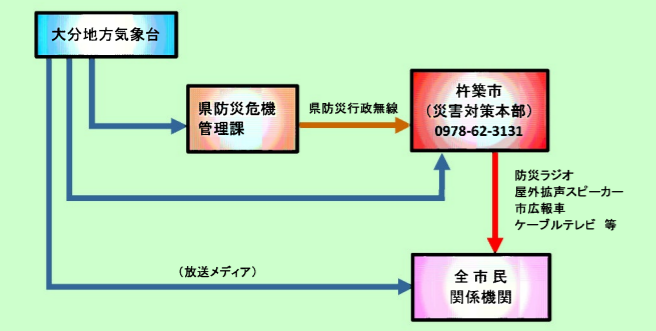 大分地方気象台
県防災危機
管理課
県防災行政無線
杵築市
（災害対策本部）
0978-62-3131
防災ラジオ
屋外拡声スピーカー
市広報車
ケーブルテレビ 等
（放送メディア）
全市民
関係機関